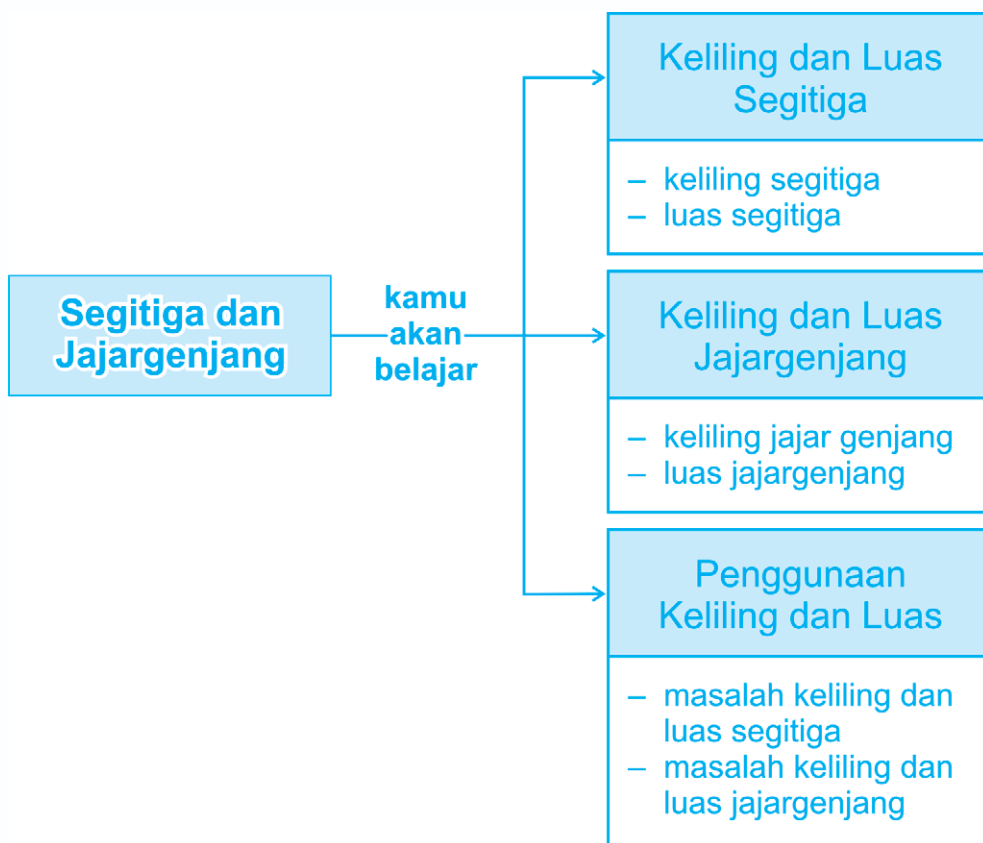 Segitiga dan
Jajargenjang
kamu
akan
belajar
Keliling dan Luas
Segitiga
– keliling segitiga
– luas segitiga
Keliling dan Luas
Jajargenjang
– keliling jajar genjang
– luas jajargenjang
Penggunaan
Keliling dan Luas
– masalah keliling dan
luas segitiga
– masalah keliling dan
luas jajargenjang